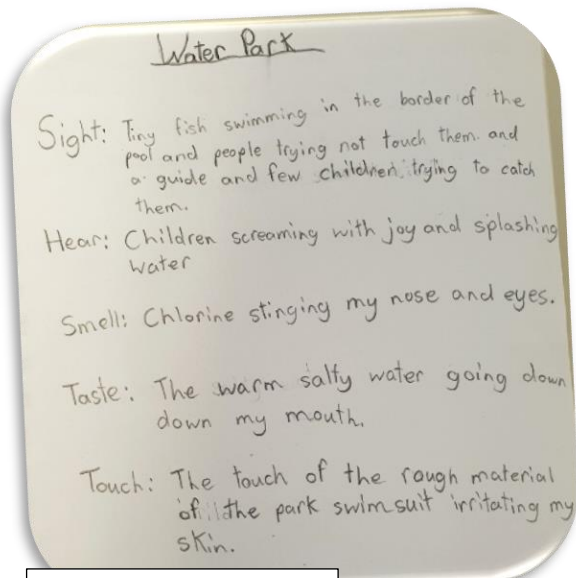 Water Park
Sight: Tiny fish swimming in the border of the
pool and people trying not touch them. and
a guide and few children trying to catch
them.
Hear: Children screaming with joy and splashing
water
Smell: Chlorine stinging my nose and eyes.
Taste: The warm salty water going down
down my mouth.
Touch: The touch of the rough material
of the park swimsuit irritating my
skin.